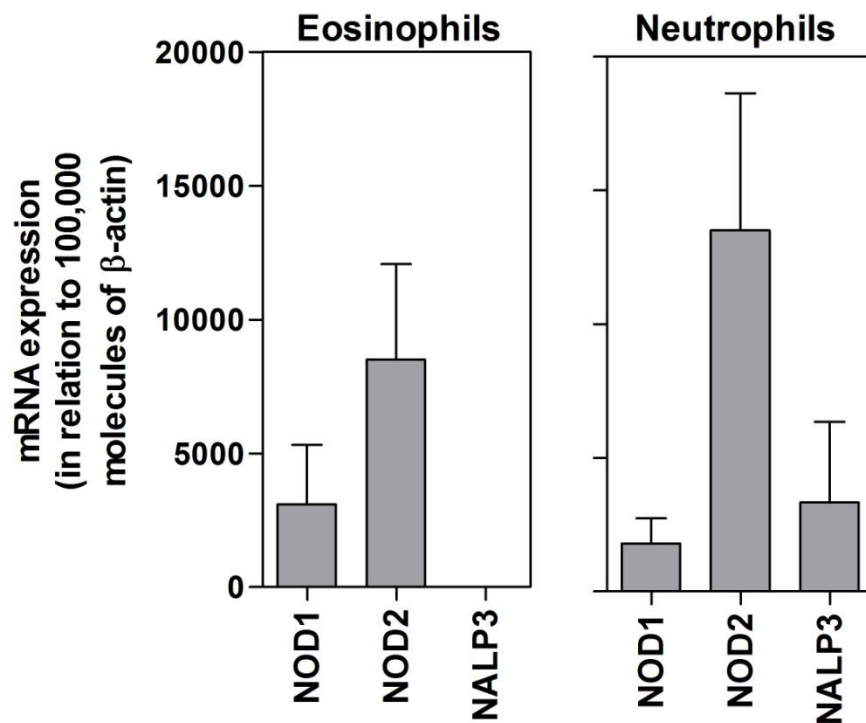 Eosinophils
Neutrophils
mRNA expression
(in relation to 100,000
molecules of β-actin)
20000
15000
10000
5000
0
NOD1
NOD2
NALP3
NOD1
NOD2
NALP3